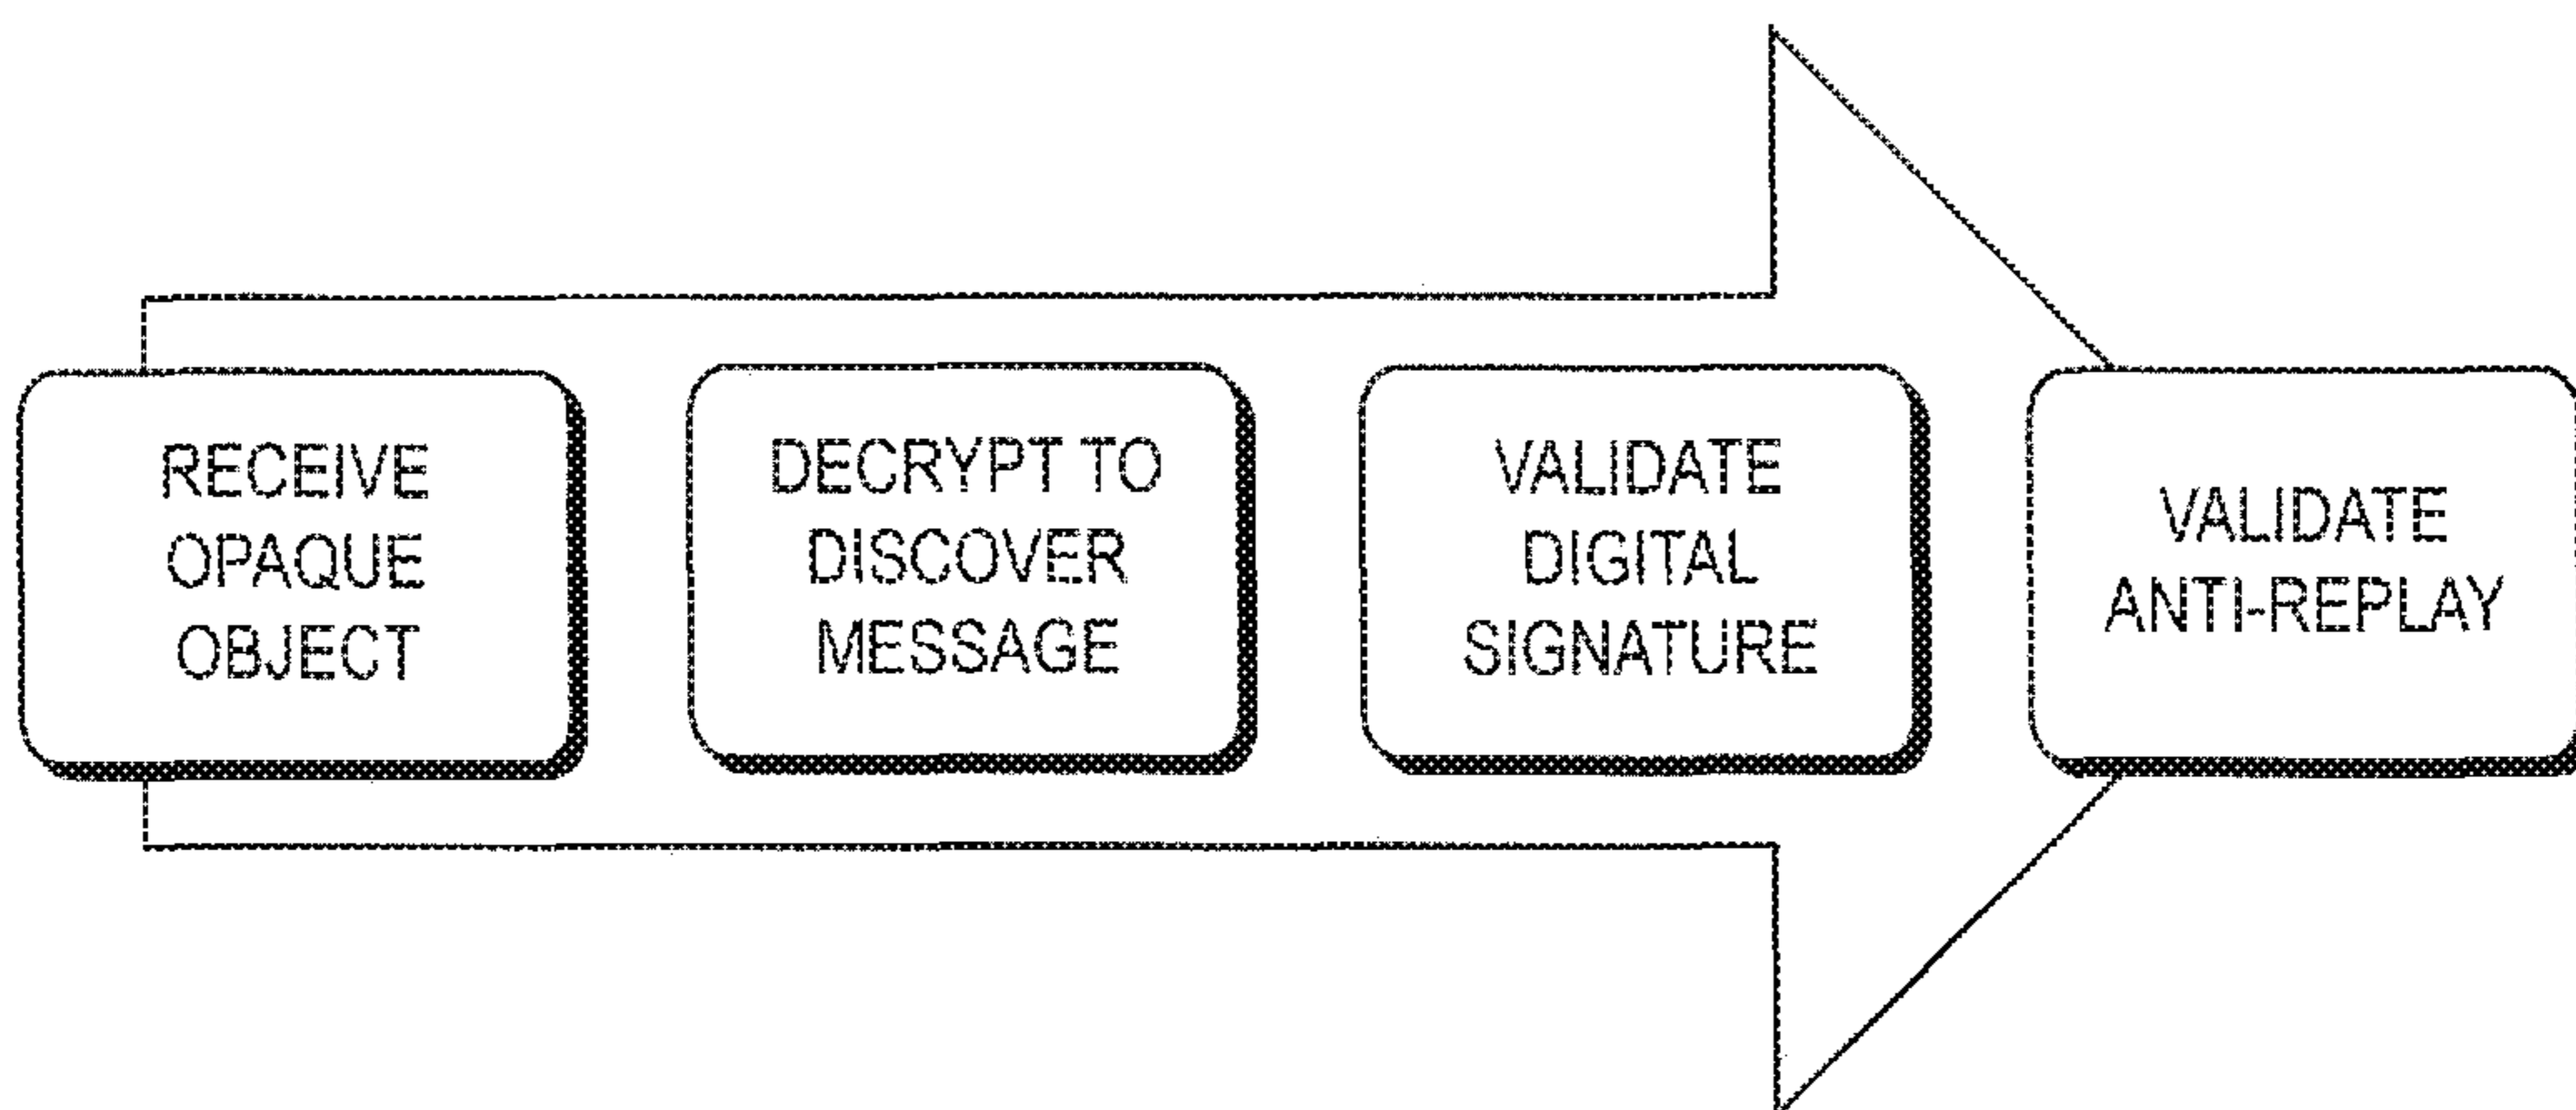 RECEIVE
OPAQUE
OBJECT
DECRYPT TO
DISCOVER
MESSAGE
VALIDATE
DIGITAL
SIGNATURE
VALIDATE
ANTI-REPLAY